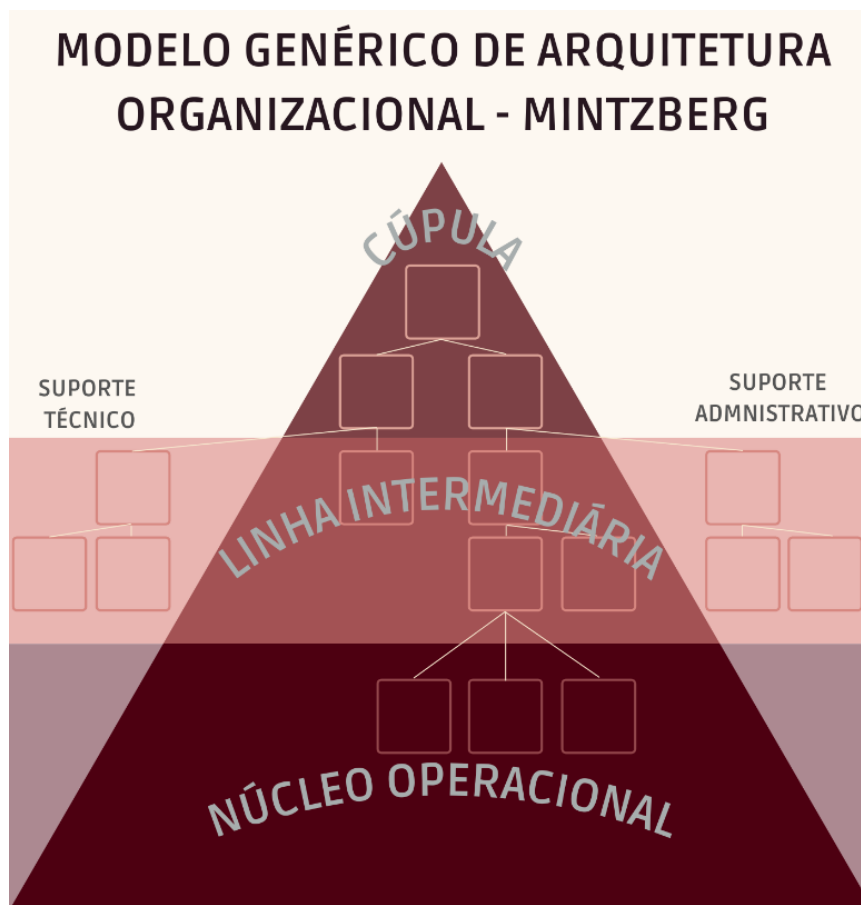 MODELO GENÉRICO DE ARQUITETURA
ORGANIZACIONAL - MINTZBERG
CÚPULA
SUPORTE
TÉCNICO
SUPORTE
ADMNISTRATIVO
LINHA INTERMEDIÁRIA
NÚCLEO OPERACIONAL